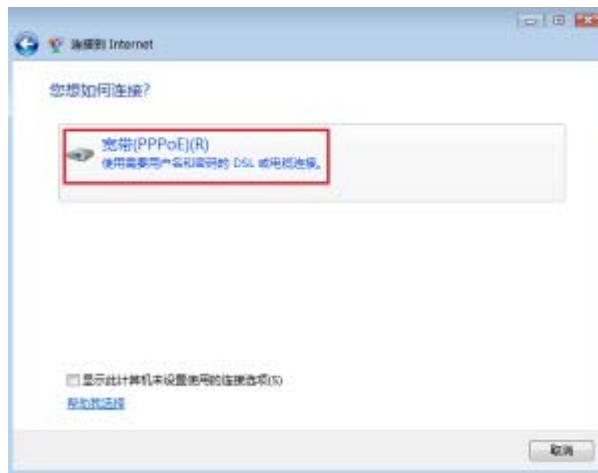 连接到 Internet
您想如何连接?
宽带(PPPoE)(R)
使用需要用户名和密码的 DSL 或电缆连接。
显示此计算机未设置使用的连接选项(S)
帮助我选择
取消